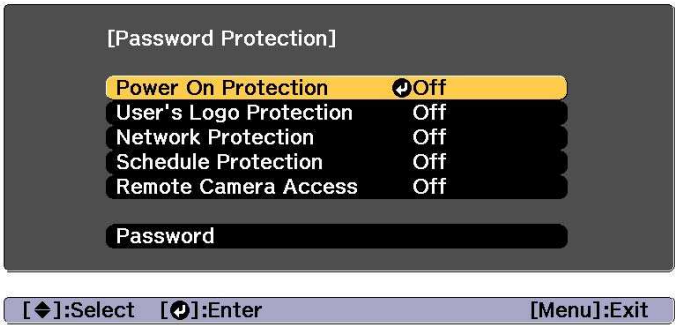 [Password Protection]
Power On Protection Off
User's Logo Protection Off
Network Protection Off
Schedule Protection Off
Remote Camera Access Off
Password
[ ]:Select [ ]:Enter [Menu]:Exit